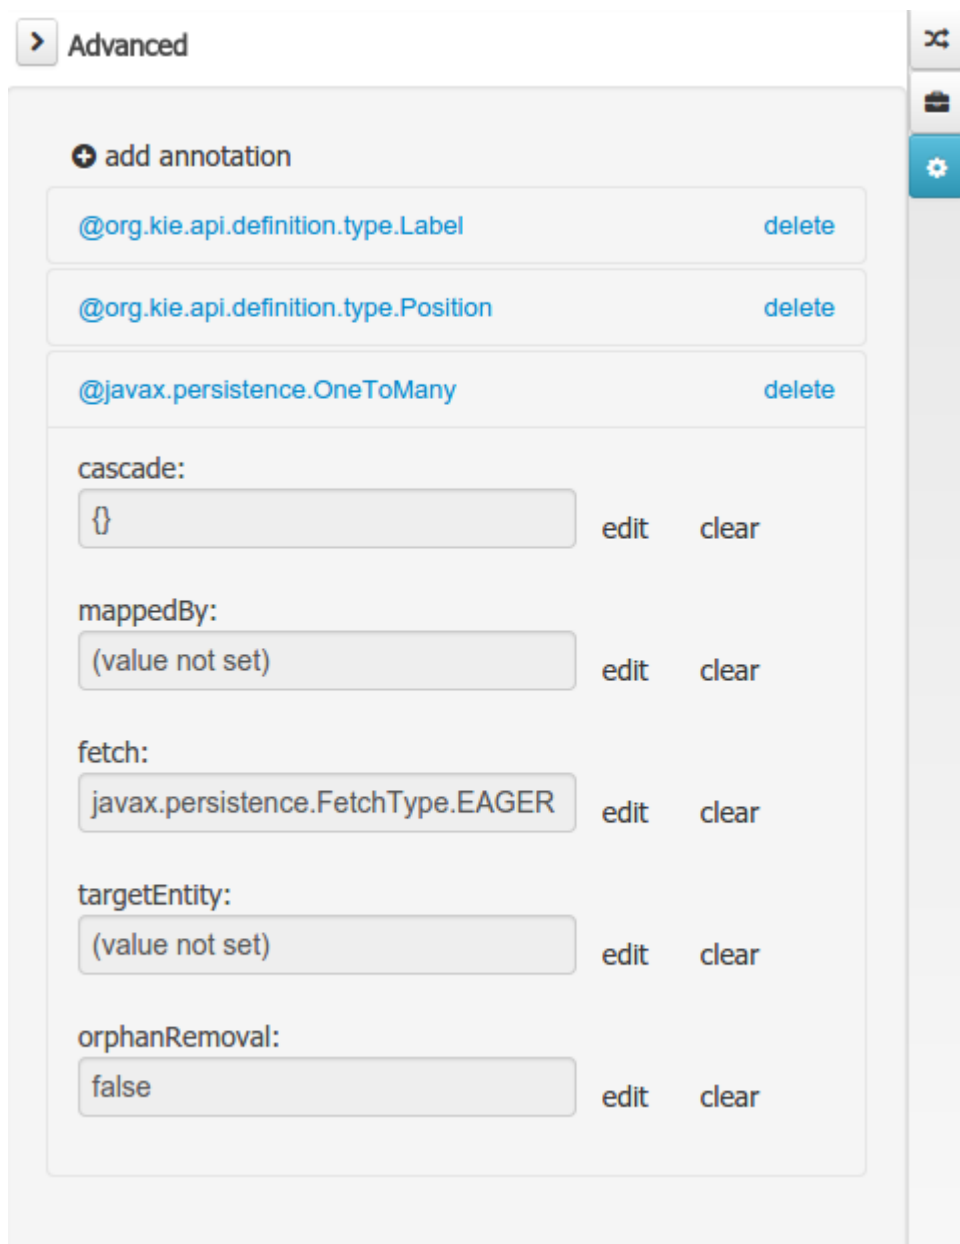 Advanced
add annotation
@org.kie.api.definition.type.Label delete
@org.kie.api.definition.type.Position delete
@javax.persistence.OneToMany delete
cascade:
{} edit clear
mappedBy:
(value not set) edit clear
fetch:
javax.persistence.FetchType.EAGER edit clear
targetEntity:
(value not set) edit clear
orphanRemoval:
false edit clear